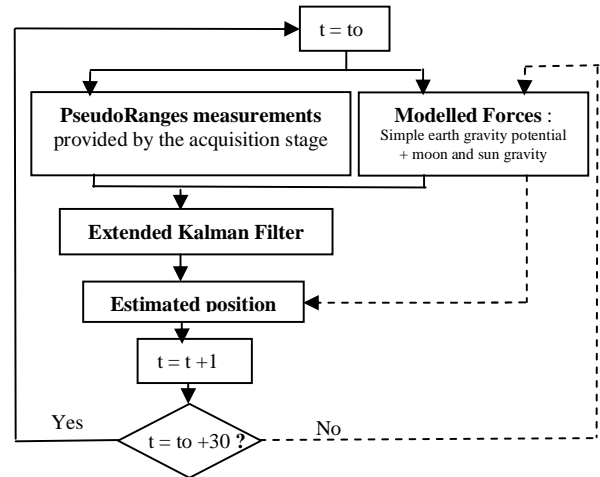 t = to
PseudoRanges measurements
provided by the acquisition stage
Modelled Forces :
Simple earth gravity potential
+ moon and sun gravity
Extended Kalman Filter
Estimated position
t = t +1
Yes
t = to +30 ?
No